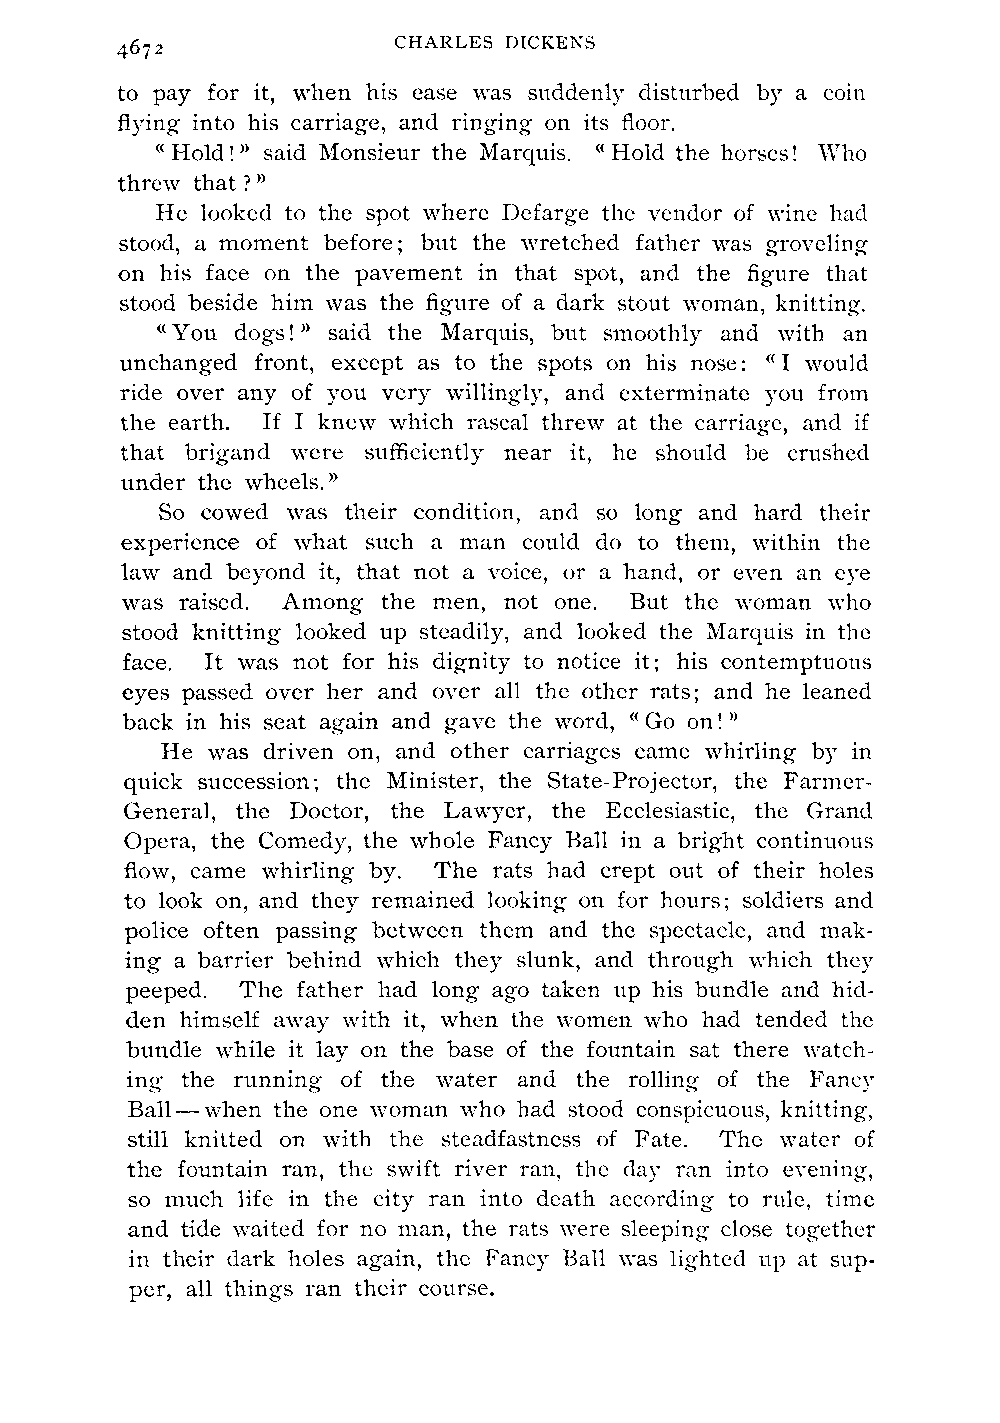 4672 CHARLES DICKENS
to pay for it, when his ease was suddenly disturbed by a coin
flying into his carriage, and ringing on its floor.
«Hold!» said Monsieur the Marquis. «Hold the horses! Who
threw that?»
He looked to the spot where Defarge the vendor of wine had
stood, a moment before; but the wretched father was groveling
on his face on the pavement in that spot, and the figure that
stood beside him was the figure of a dark stout woman, knitting.
«You dogs!» said the Marquis, but smoothly and with an
unchanged front, except as to the spots on his nose: «I would
ride over any of you very willingly, and exterminate you from
the earth. If I knew which rascal threw at the carriage, and if
that brigand were sufficiently near it, he should be crushed
under the wheels.»
So cowed was their condition, and so long and hard their
experience of what such a man could do to them, within the
law and beyond it, that not a voice, or a hand, or even an eye
was raised. Among the men, not one. But the woman who
stood knitting looked up steadily, and looked the Marquis in the
face. It was not for his dignity to notice it; his contemptuous
eyes passed over her and over all the other rats; and he leaned
back in his seat again and gave the word, «Go on!»
He was driven on, and other carriages came whirling by in
quick succession; the Minister, the State-Projector, the Farmer-
General, the Doctor, the Lawyer, the Ecclesiastic, the Grand
Opera, the Comedy, the whole Fancy Ball in a bright continuous
flow, came whirling by. The rats had crept out of their holes
to look on, and they remained looking on for hours; soldiers and
police often passing between them and the spectacle, and mak-
ing a barrier behind which they slunk, and through which they
peeped. The father had long ago taken up his bundle and hid-
den himself away with it, when the women who had tended the
bundle while it lay on the base of the fountain sat there watch-
ing the running of the water and the rolling of the Fancy
Ball—when the one woman who had stood conspicuous, knitting,
still knitted on with the steadfastness of Fate. The water of
the fountain ran, the swift river ran, the day ran into evening,
so much life in the city ran into death according to rule, time
and tide waited for no man, the rats were sleeping close together
in their dark holes again, the Fancy Ball was lighted up at sup-
per, all things ran their course.